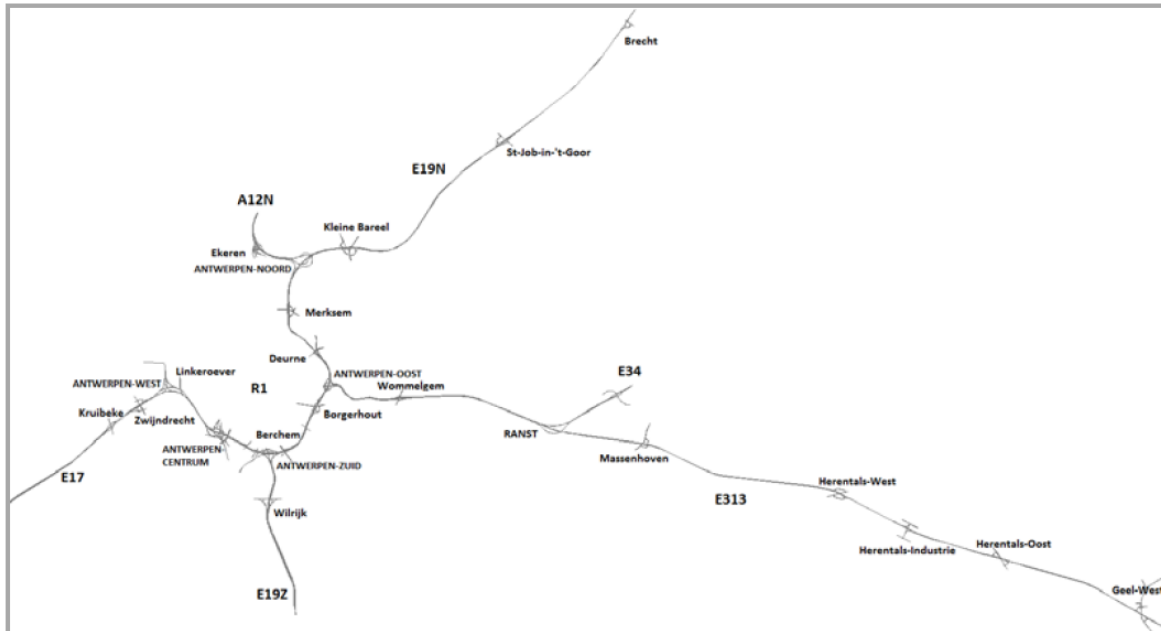 Brecht
St-Job-in-'t-Goor
E19N
A12N
Kleine Bareel
Ekeren
ANTWERPEN-NOORD
Merksem
Deurne
ANTWERPEN-OOST
Linkeroever
ANTWERPEN-WEST
R1
Wommelgem
E34
Kruibeke
Zwijndrecht
Borgerhout
Berchem
RANST
ANTWERPEN-
CENTRUM
ANTWERPEN-ZUID
Massenhoven
E17
Herentals-West
E313
Wilrijk
Herentals-Industrie
Herentals-Oost
E19Z
Geel-West